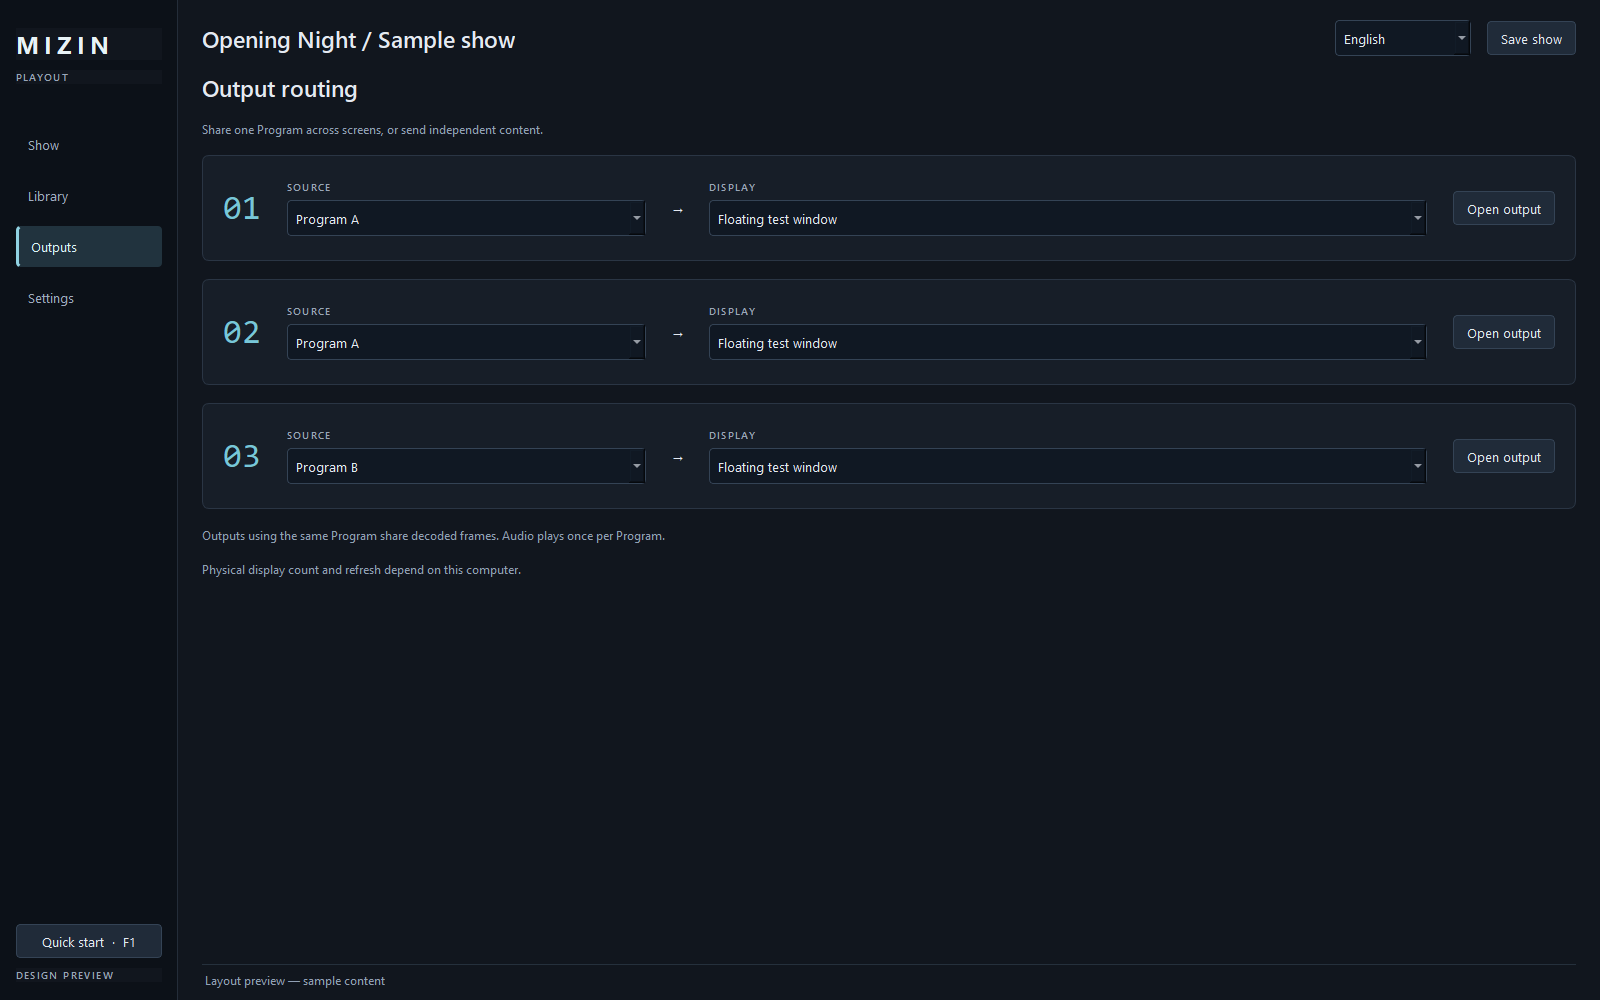 MIZIN
PLAYOUT
Show
Library
Outputs
Settings
Quick start · F1
DESIGN PREVIEW
Opening Night / Sample show
English
Save show
Output routing
Share one Program across screens, or send independent content.
01
SOURCE
Program A
→
DISPLAY
Floating test window
Open output
02
SOURCE
Program A
→
DISPLAY
Floating test window
Open output
03
SOURCE
Program B
→
DISPLAY
Floating test window
Open output
Outputs using the same Program share decoded frames. Audio plays once per Program.
Physical display count and refresh depend on this computer.
Layout preview — sample content